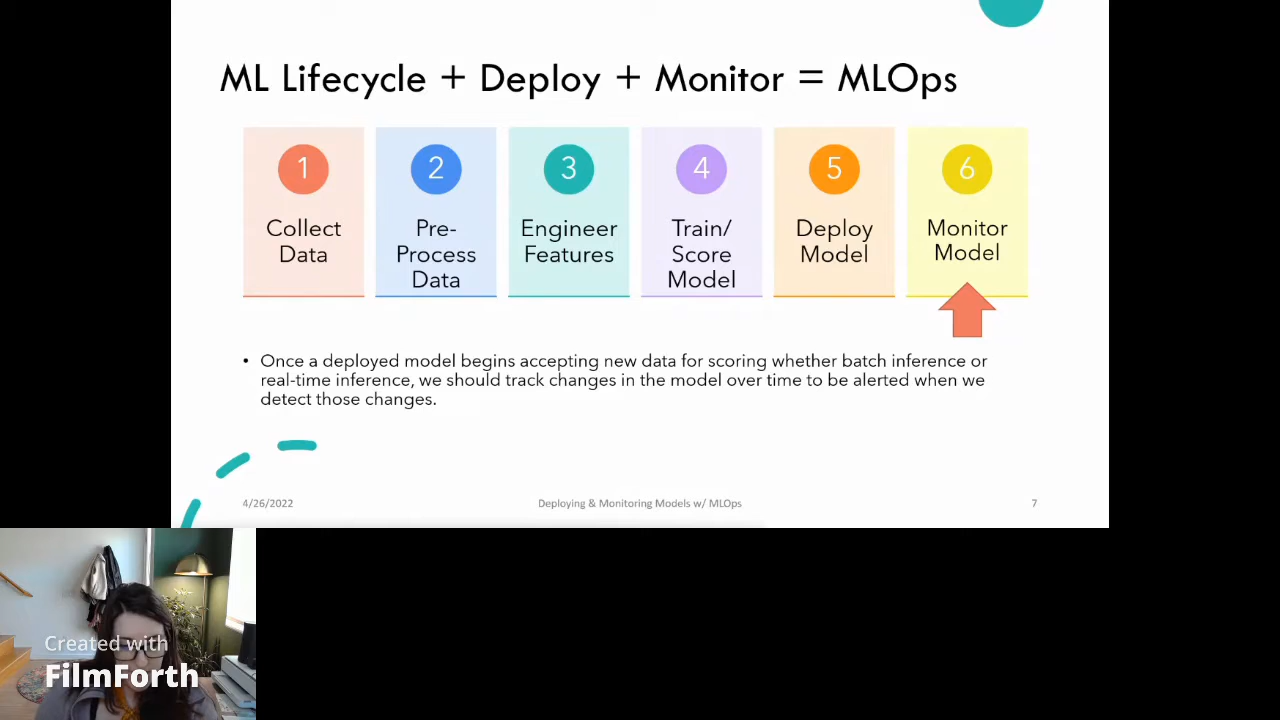 ML Lifecycle + Deploy + Monitor = MLOps
1
2
3
4
5
6
Collect
Data
Pre-
Process
Data
Engineer
Features
Train/
Score
Model
Deploy
Model
Monitor
Model
• Once a deployed model begins accepting new data for scoring whether batch inference or
real-time inference, we should track changes in the model over time to be alerted when we
detect those changes.
4/26/2022
Deploying & Monitoring Models w/ MLOps
7
Created with
FilmForth